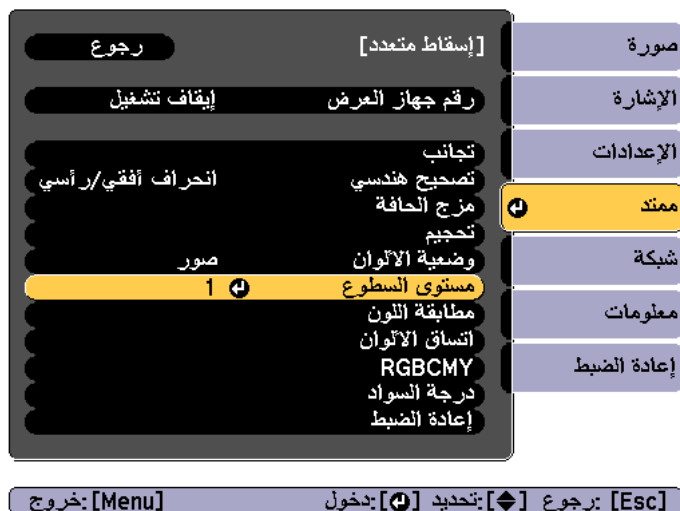 [إسقاط متعدد] رجوع
رقم جهاز العرض إيقاف تشغيل
تجانب
تصحيح هندسي انحراف أفقي/رأسي
مزج الحافة
تحجيم
وضعية الألوان صور
مستوى السطوع 1
مطابقة اللون
اتساق الألوان
RGBCMY
درجة السواد
إعادة الضبط
صورة
الإشارة
الإعدادات
ممتد
شبكة
معلومات
إعادة الضبط
[Esc] :رجوع [◆]:تحديد [↵]:دخول [Menu]:خروج